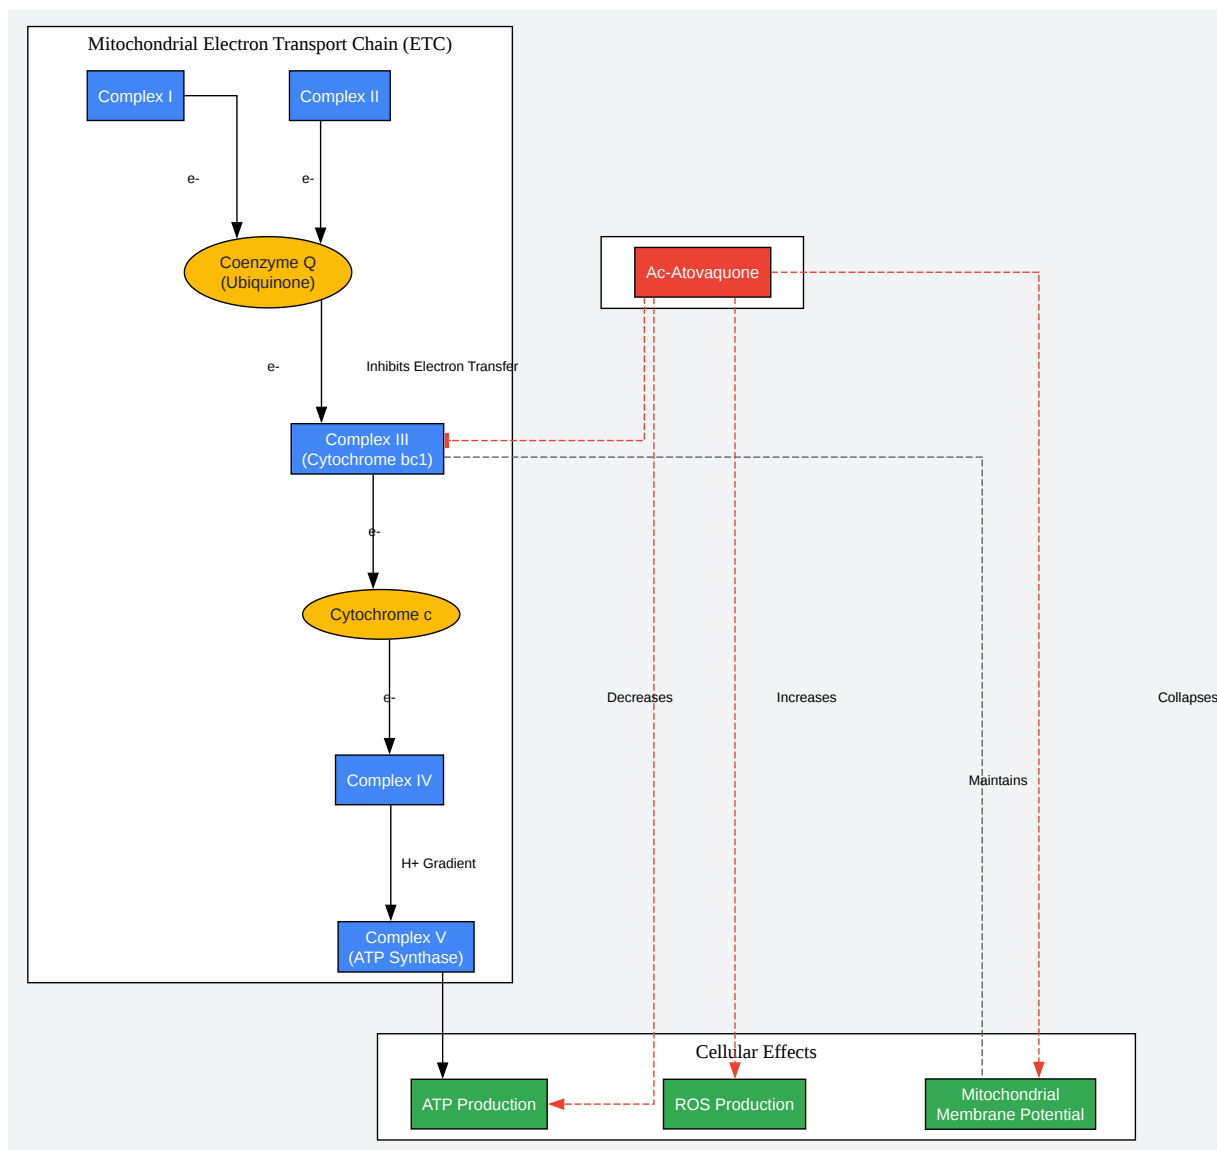 Mitochondrial Electron Transport Chain (ETC)
Complex I
Complex II
e-
e-
Coenzyme Q
(Ubiquinone)
Ac-Atovaquone
e-
Inhibits Electron Transfer
Complex III
(Cytochrome bc1)
e-
Cytochrome c
e-
Decreases
Increases
Collapses
Complex IV
Maintains
H+ Gradient
Complex V
(ATP Synthase)
Cellular Effects
ATP Production
ROS Production
Mitochondrial
Membrane Potential